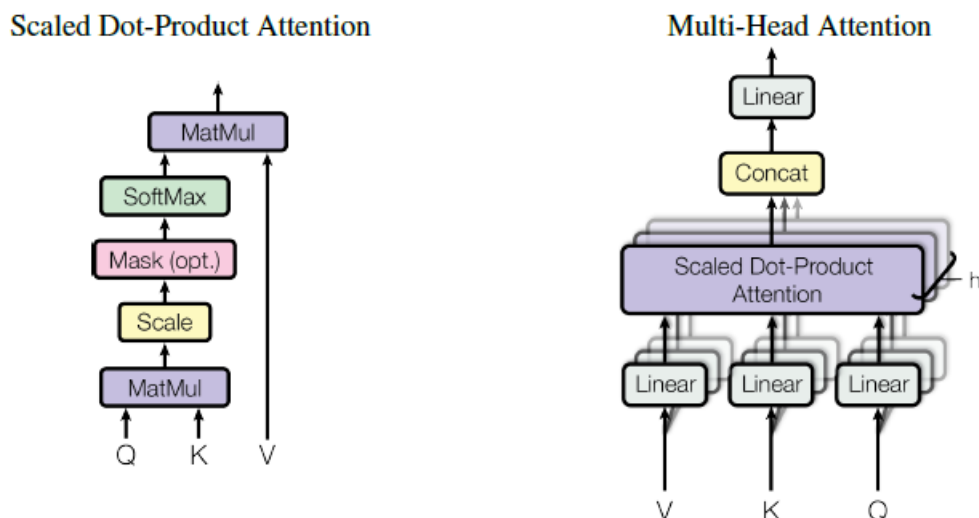 Scaled Dot-Product Attention
MatMul
SoftMax
Mask (opt.)
Scale
MatMul
Q K V
Multi-Head Attention
Linear
Concat
Scaled Dot-Product
Attention
h
Linear Linear Linear
V K Q